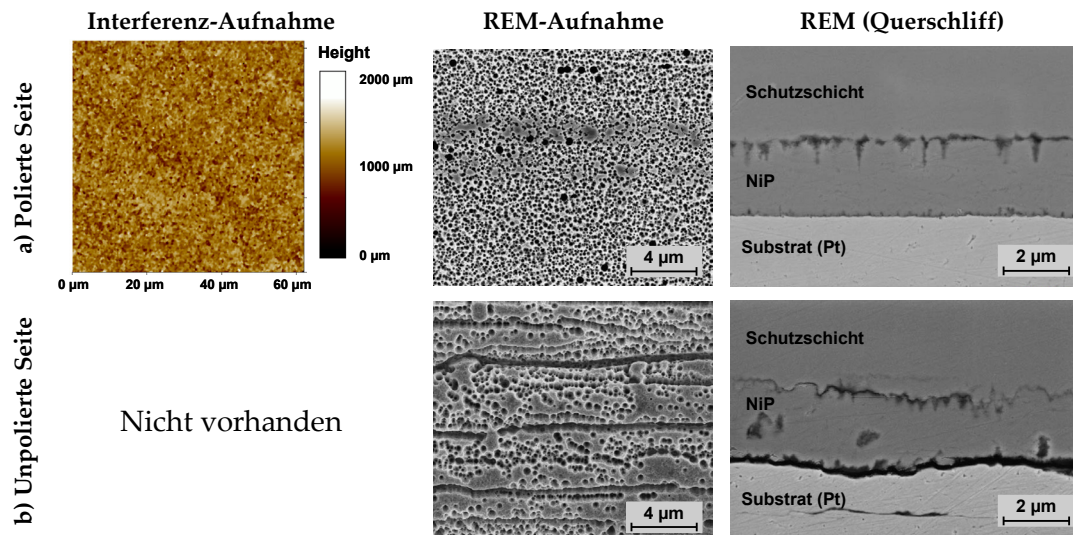 Interferenz-Aufnahme
REM-Aufnahme
REM (Querschliff)
a) Polierte Seite
Height
2000 µm
1000 µm
0 µm
0 µm
20 µm
40 µm
60 µm
4 µm
Schutzschicht
NiP
Substrat (Pt)
2 µm
b) Unpolierte Seite
Nicht vorhanden
4 µm
Schutzschicht
NiP
Substrat (Pt)
2 µm